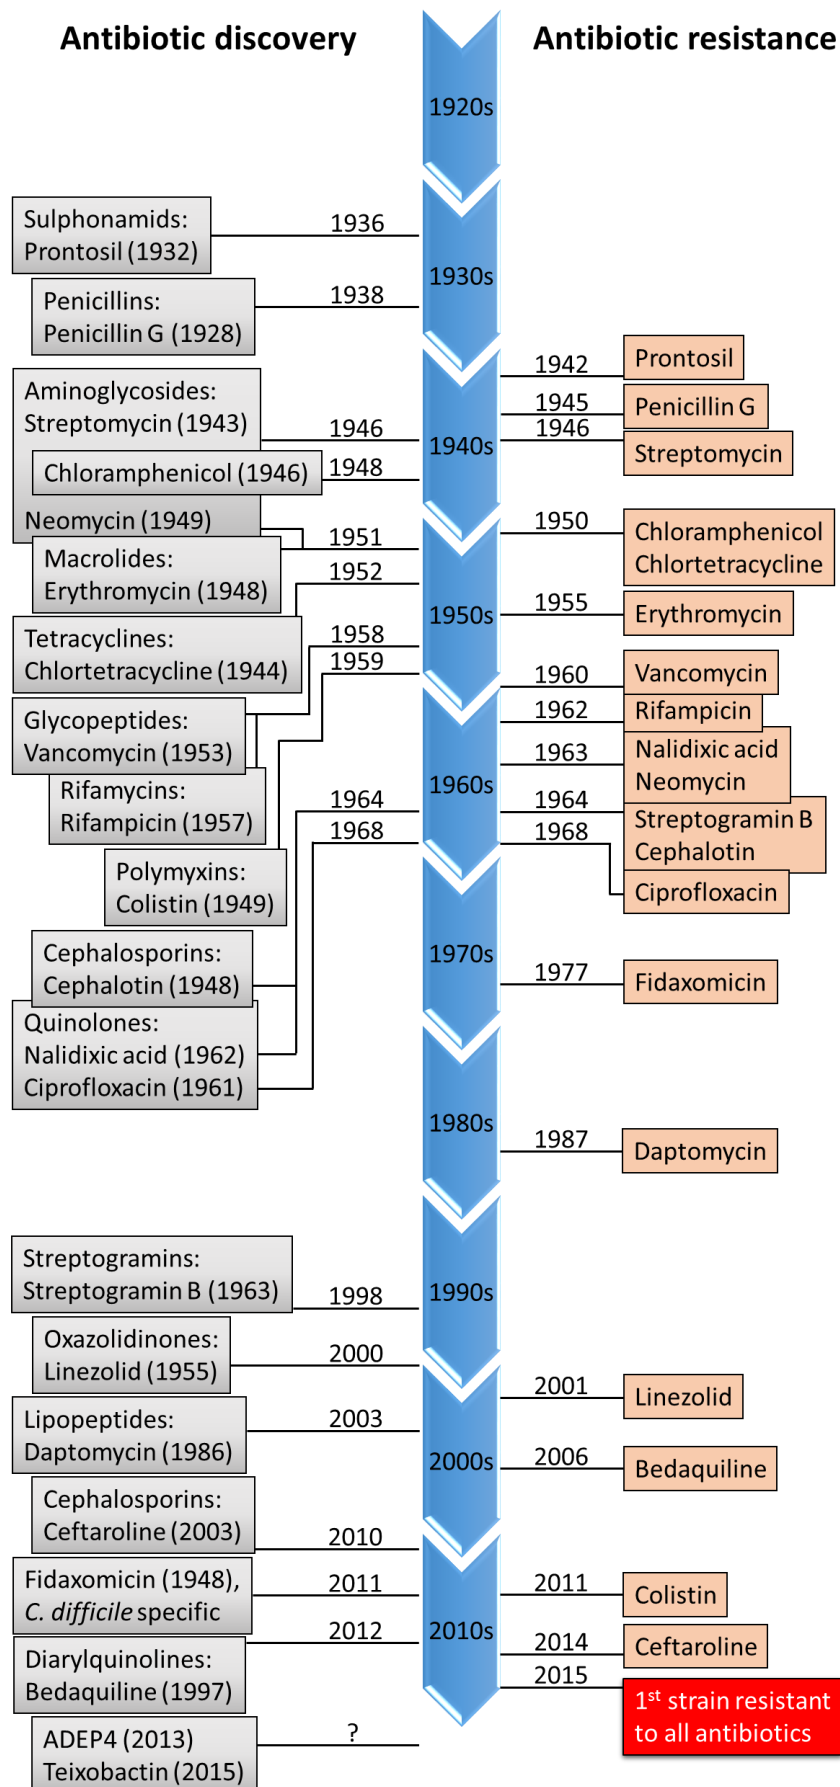 Antibiotic discovery
Antibiotic resistance
1920s
Sulphonamids:
Prontosil (1932)
1936
1930s
Penicillins:
Penicillin G (1928)
1938
1942
Prontosil
Aminoglycosides:
Streptomycin (1943)
1946
1940s
1945
Penicillin G
1946
Streptomycin
Chloramphenicol (1946)
1948
Neomycin (1949)
1951
1950
Chloramphenicol
Chlortetracycline
Macrolides:
Erythromycin (1948)
1952
1950s
1955
Erythromycin
Tetracyclines:
Chlortetracycline (1944)
1958
1959
1960
Vancomycin
Glycopeptides:
Vancomycin (1953)
1962
Rifampicin
Rifamycins:
Rifampicin (1957)
1964
1960s
1963
Nalidixic acid
Neomycin
1968
1964
Streptogramin B
Cephalotin
Polymyxins:
Colistin (1949)
1968
Ciprofloxacin
Cephalosporins:
Cephalotin (1948)
1970s
1977
Fidaxomicin
Quinolones:
Nalidixic acid (1962)
Ciprofloxacin (1961)
1980s
1987
Daptomycin
Streptogramins:
Streptogramin B (1963)
1998
1990s
Oxazolidinones:
Linezolid (1955)
2000
2001
Linezolid
Lipopeptides:
Daptomycin (1986)
2003
2000s
2006
Bedaquiline
Cephalosporins:
Ceftaroline (2003)
2010
Fidaxomicin (1948),
C. difficile specific
2011
2011
Colistin
2012
2010s
2014
Ceftaroline
Diarylquinolines:
Bedaquiline (1997)
2015
1st strain resistant
to all antibiotics
ADEP4 (2013)
Teixobactin (2015)
?